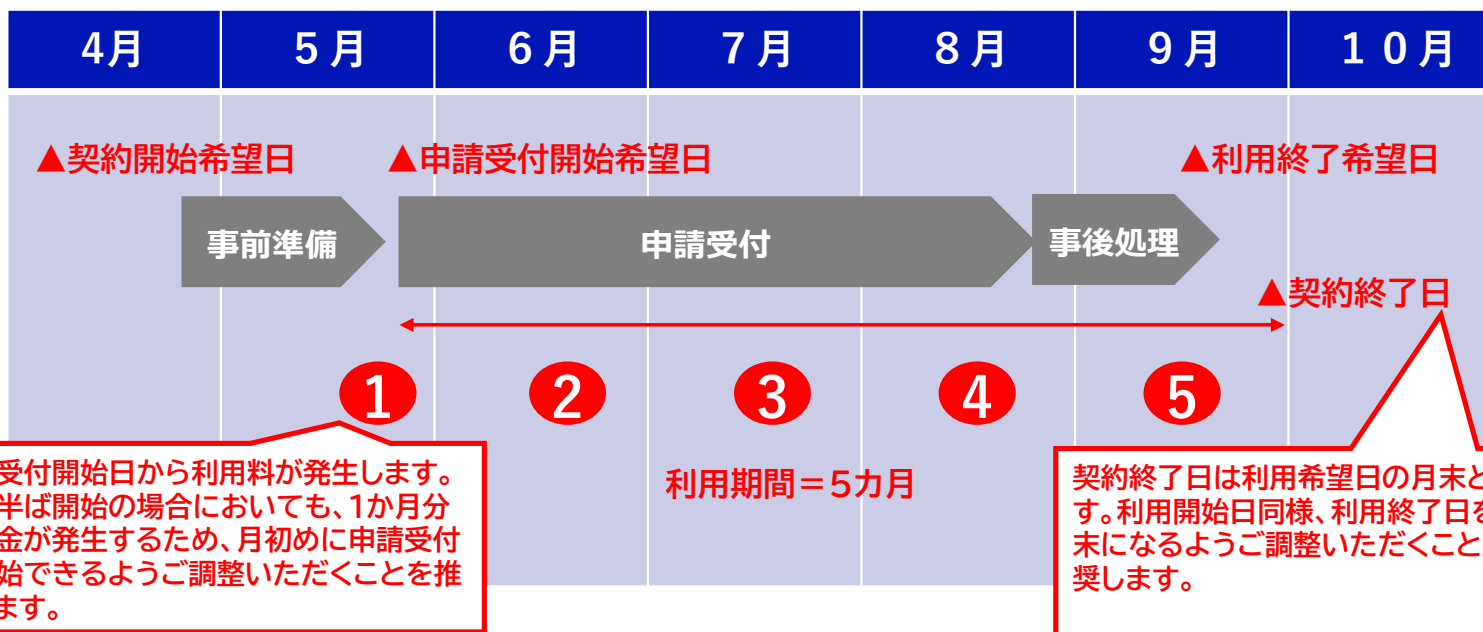 4月 5月 6月 7月 8月 9月 10月
▲契約開始希望日 ▲申請受付開始希望日 ▲利用終了希望日
事前準備 申請受付 事後処理
▲契約終了日
1 2 3 4 5
受付開始日から利用料が発生します。
半ば開始の場合においても、1か月分
金が発生するため、月初めに申請受付
始できるようご調整いただくことを推
ます。
利用期間＝5カ月
契約終了日は利用希望日の月末と
す。利用開始日同様、利用終了日を
末になるようご調整いただくこと
奨します。